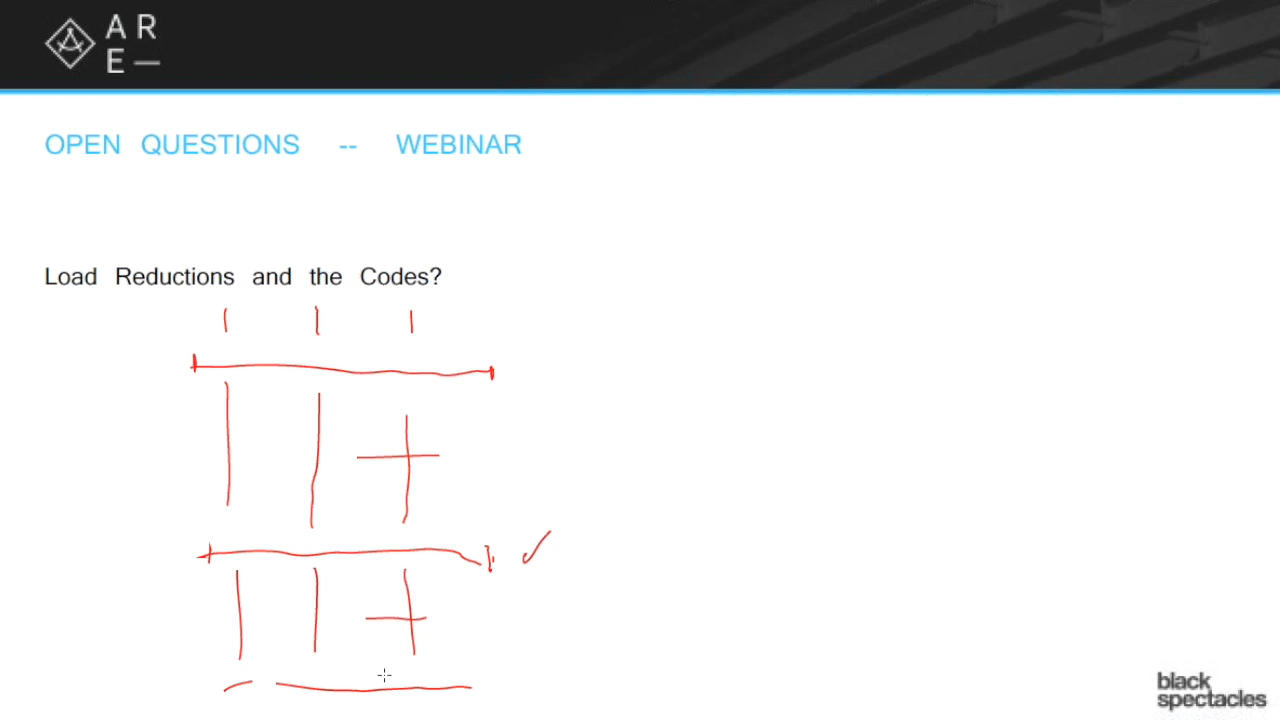 A R
E —
OPEN QUESTIONS -- WEBINAR
Load Reductions and the Codes?
black
spectacles